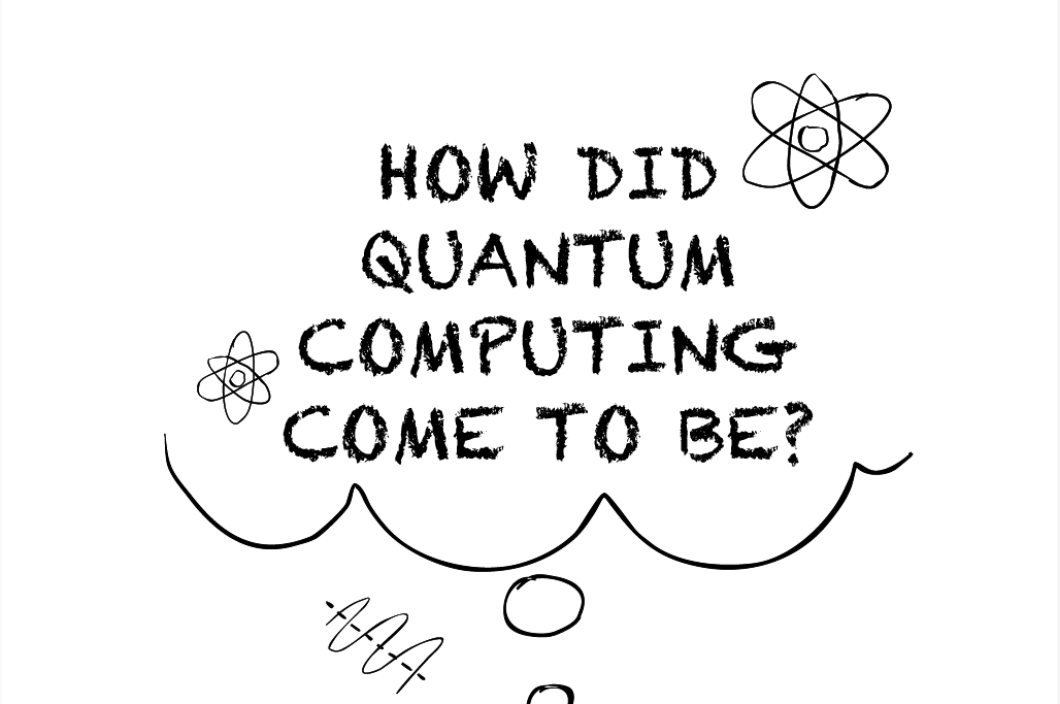 HOW DID
QUANTUM
COMPUTING
COME TO BE?